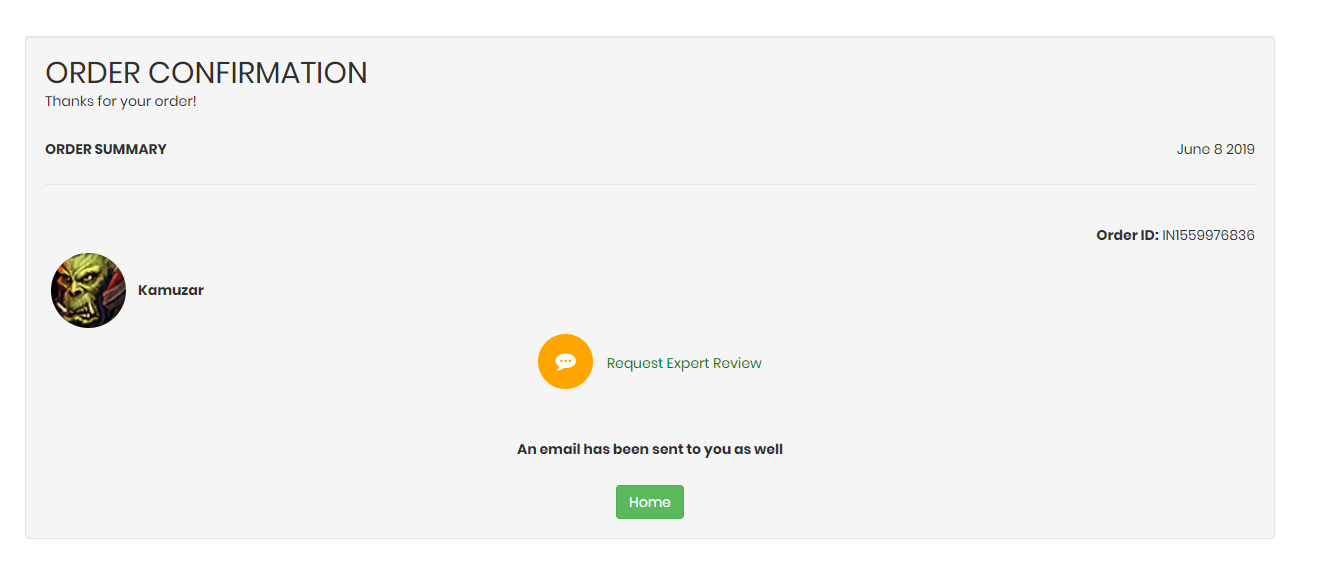 ORDER CONFIRMATION
Thanks for your order!
ORDER SUMMARY
June 8 2019
Order ID: IN1559976836
Kamuzar
Request Expert Review
An email has been sent to you as well
Home